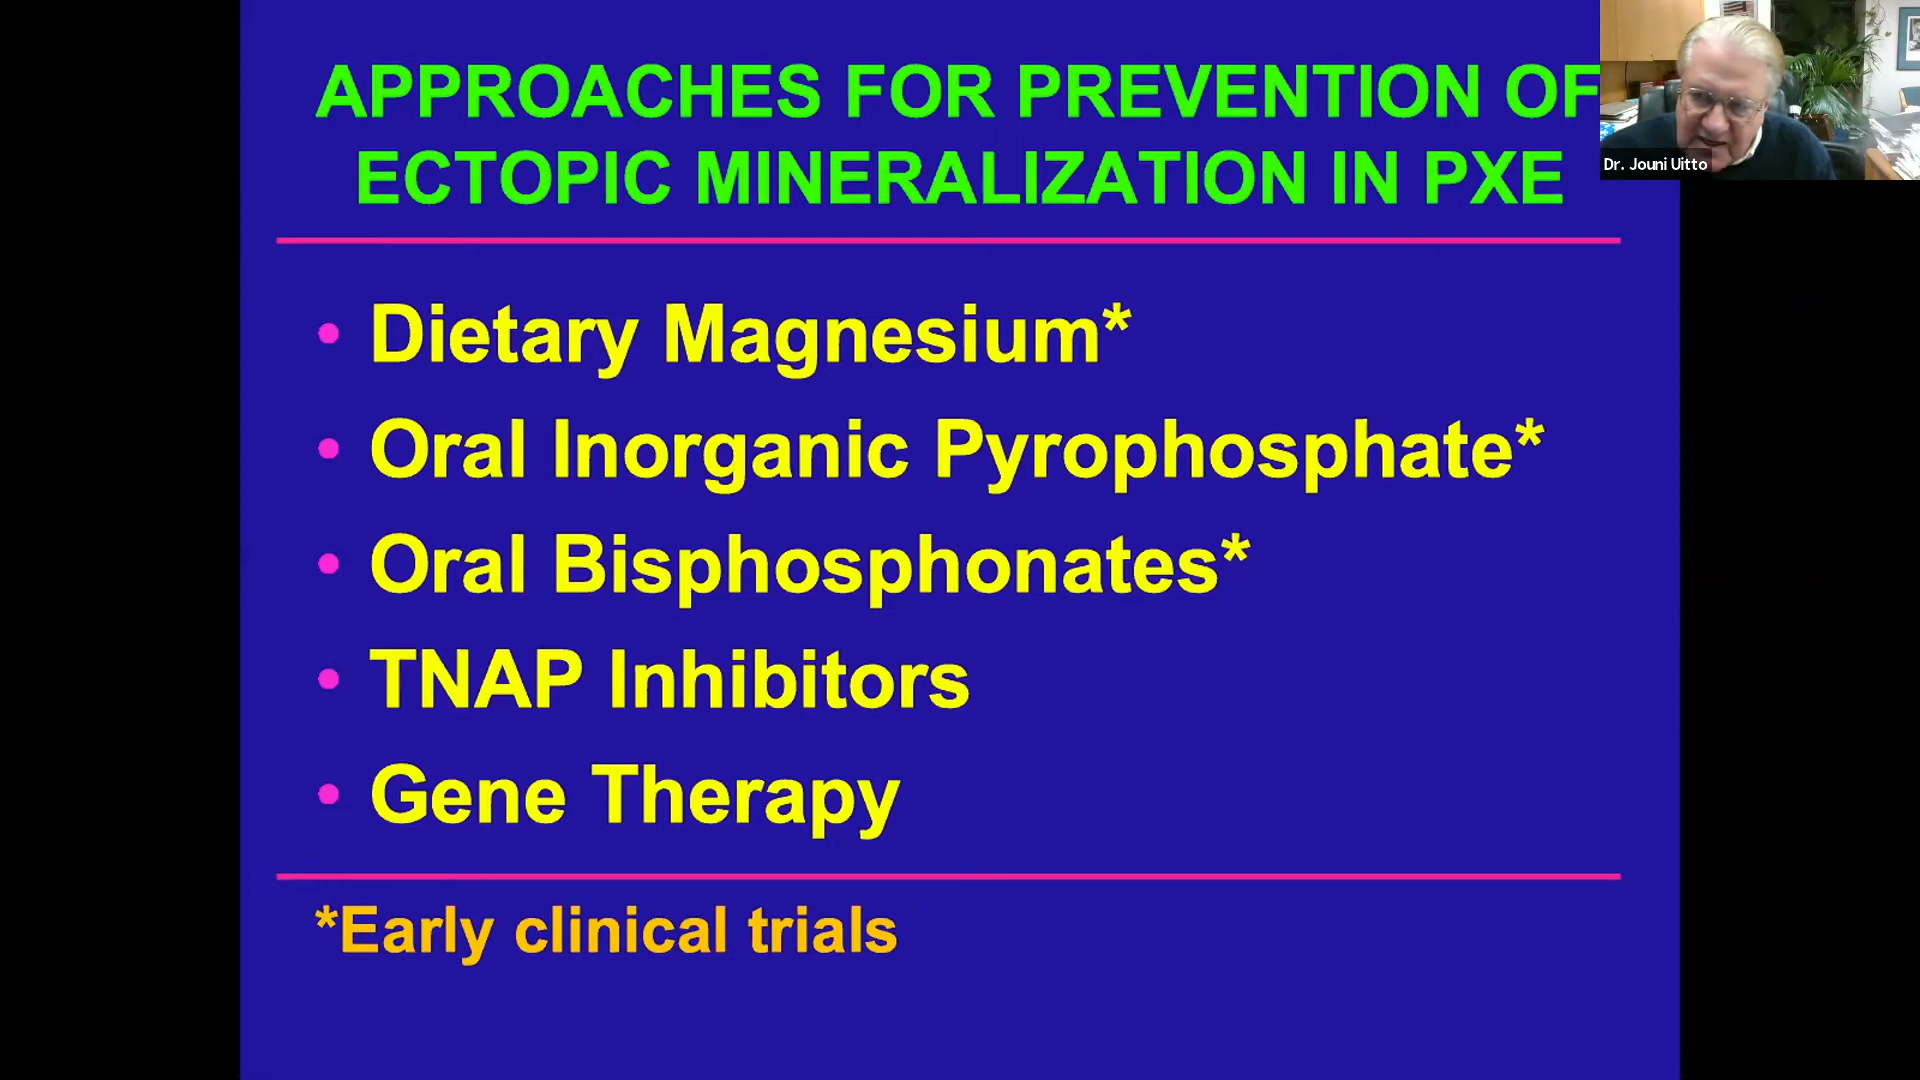 APPROACHES FOR PREVENTION OF
ECTOPIC MINERALIZATION IN PXE
Dr. Jouni Uitto
• Dietary Magnesium*
• Oral Inorganic Pyrophosphate*
• Oral Bisphosphonates*
• TNAP Inhibitors
• Gene Therapy
*Early clinical trials